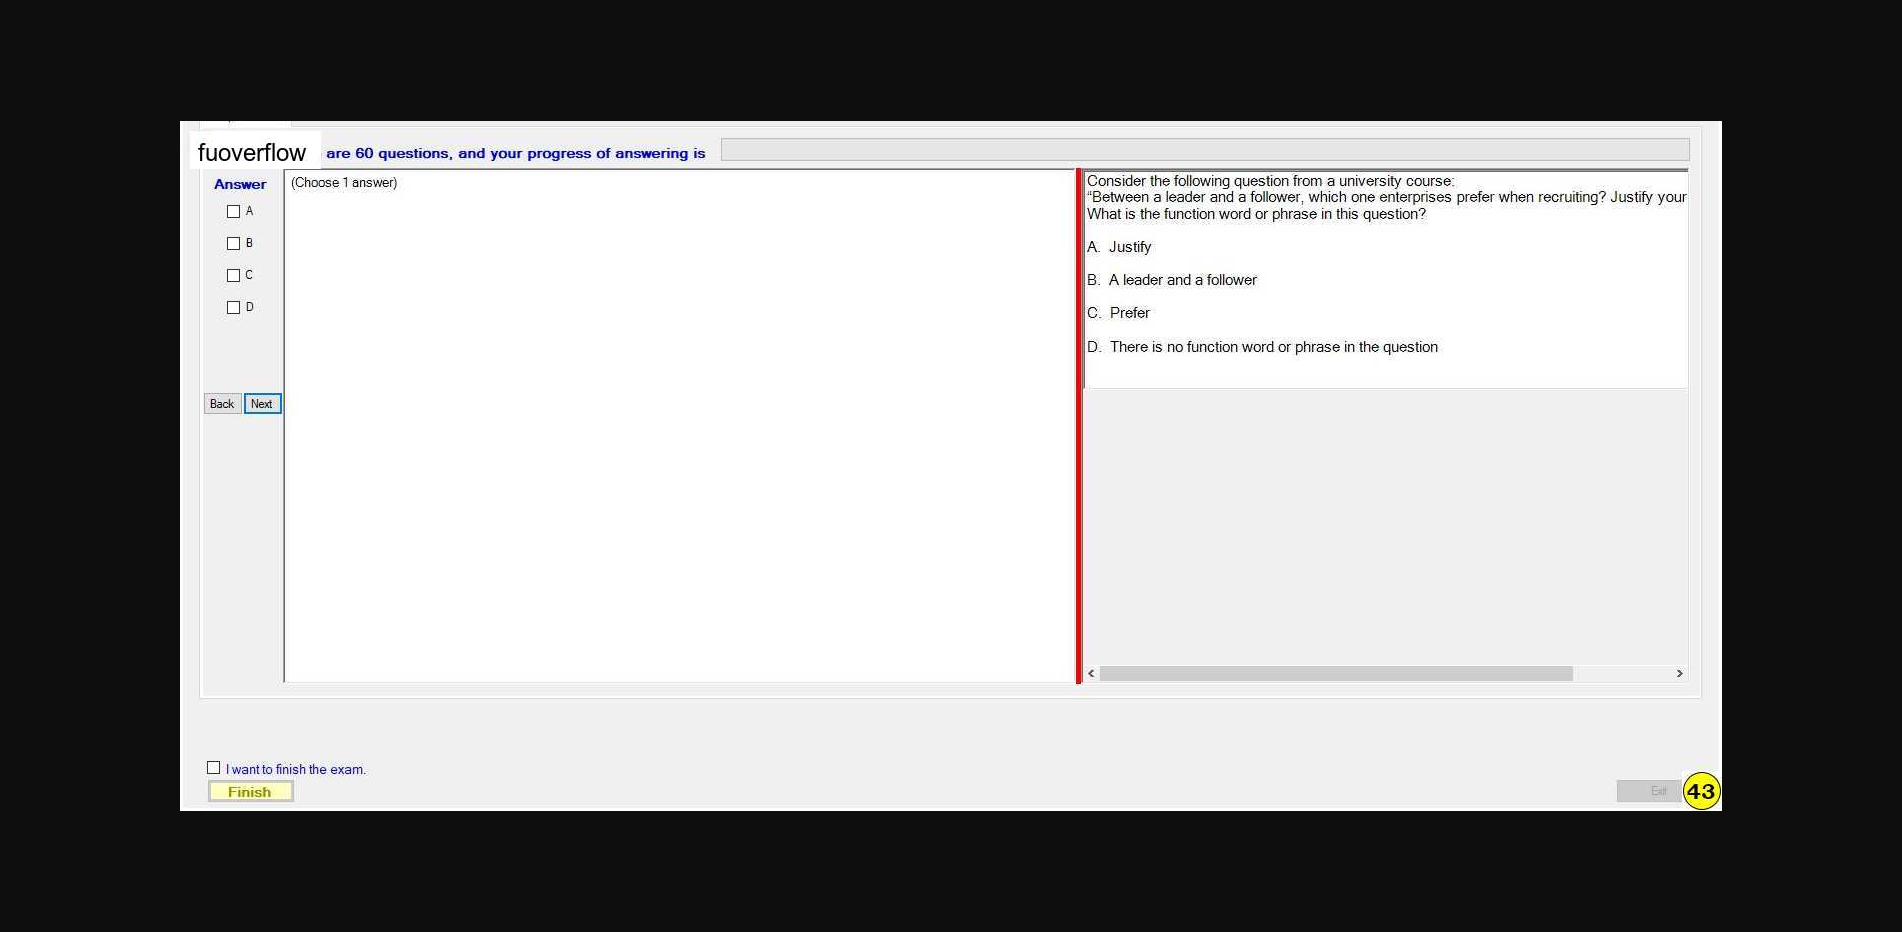 fuoverflow are 60 questions, and your progress of answering is
Answer
A
B
C
D
Back Next
(Choose 1 answer)
Consider the following question from a university course:
“Between a leader and a follower, which one enterprises prefer when recruiting? Justify your
What is the function word or phrase in this question?
A. Justify
B. A leader and a follower
C. Prefer
D. There is no function word or phrase in the question
I want to finish the exam.
Finish
Exit
43